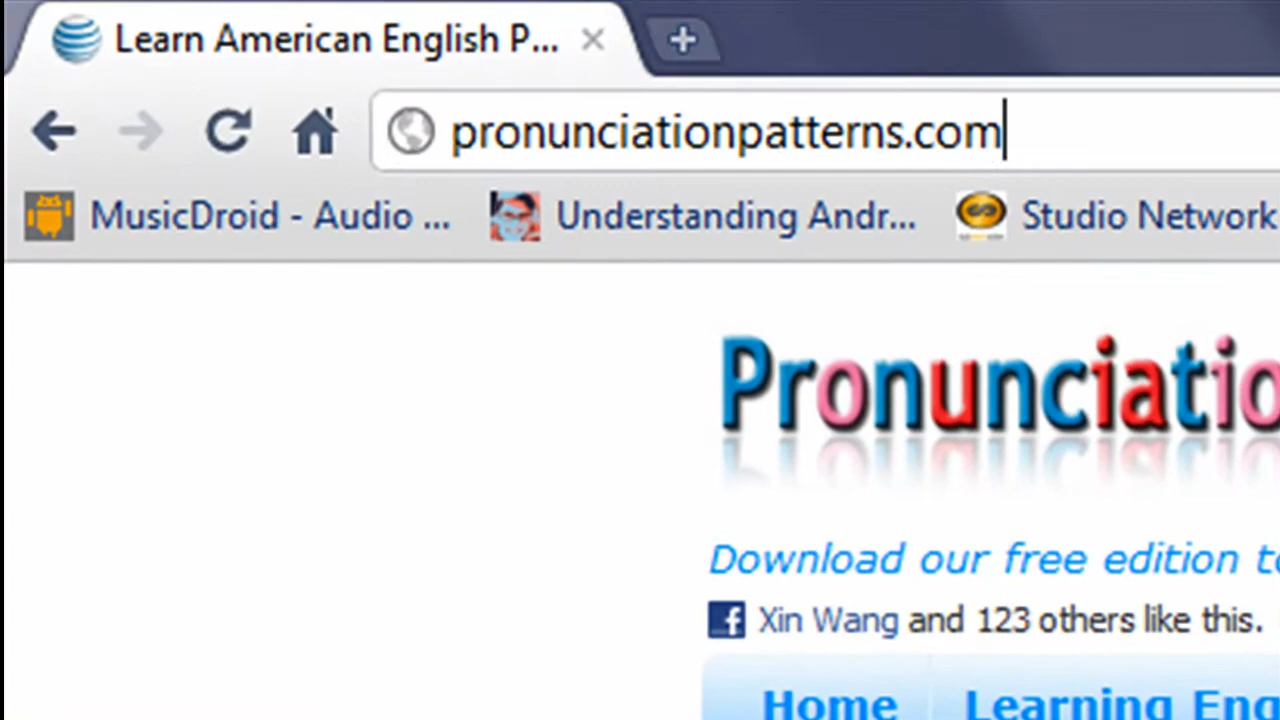 Learn American English P...
pronunciationpatterns.com
MusicDroid - Audio ... Understanding Andr... Studio Network
Pronunciatio
Download our free edition to
Xin Wang and 123 others like this.
Home Learning Eng